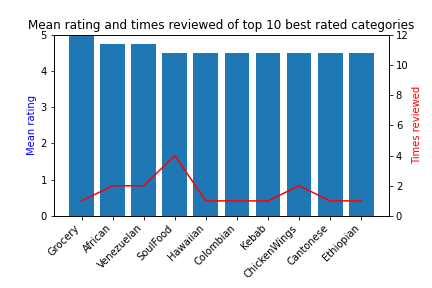 Mean rating and times reviewed of top 10 best rated categories
5
4
3
2
1
0
Mean rating
12
10
8
6
4
2
0
Times reviewed
Grocery
African
Venezuelan
SoulFood
Hawaiian
Colombian
Kebab
ChickenWings
Cantonese
Ethiopian